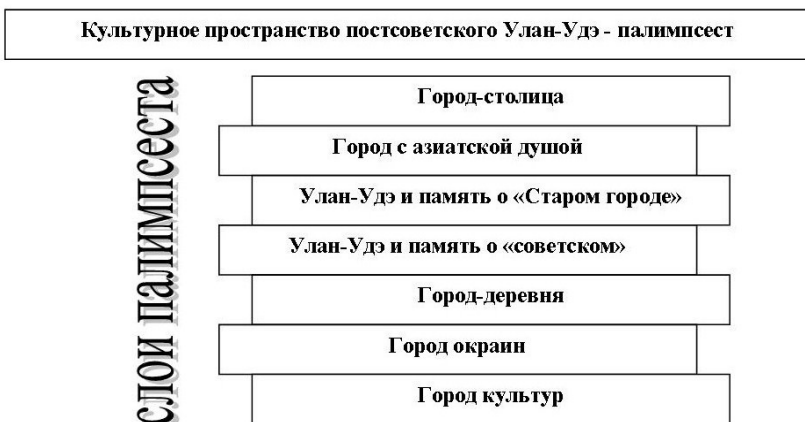 Культурное пространство постсоветского Улан-Удэ - палимпсест
слои палимпсеста
Город-столица
Город с азиатской душой
Улан-Удэ и память о «Старом городе»
Улан-Удэ и память о «советском»
Город-деревня
Город окраин
Город культур